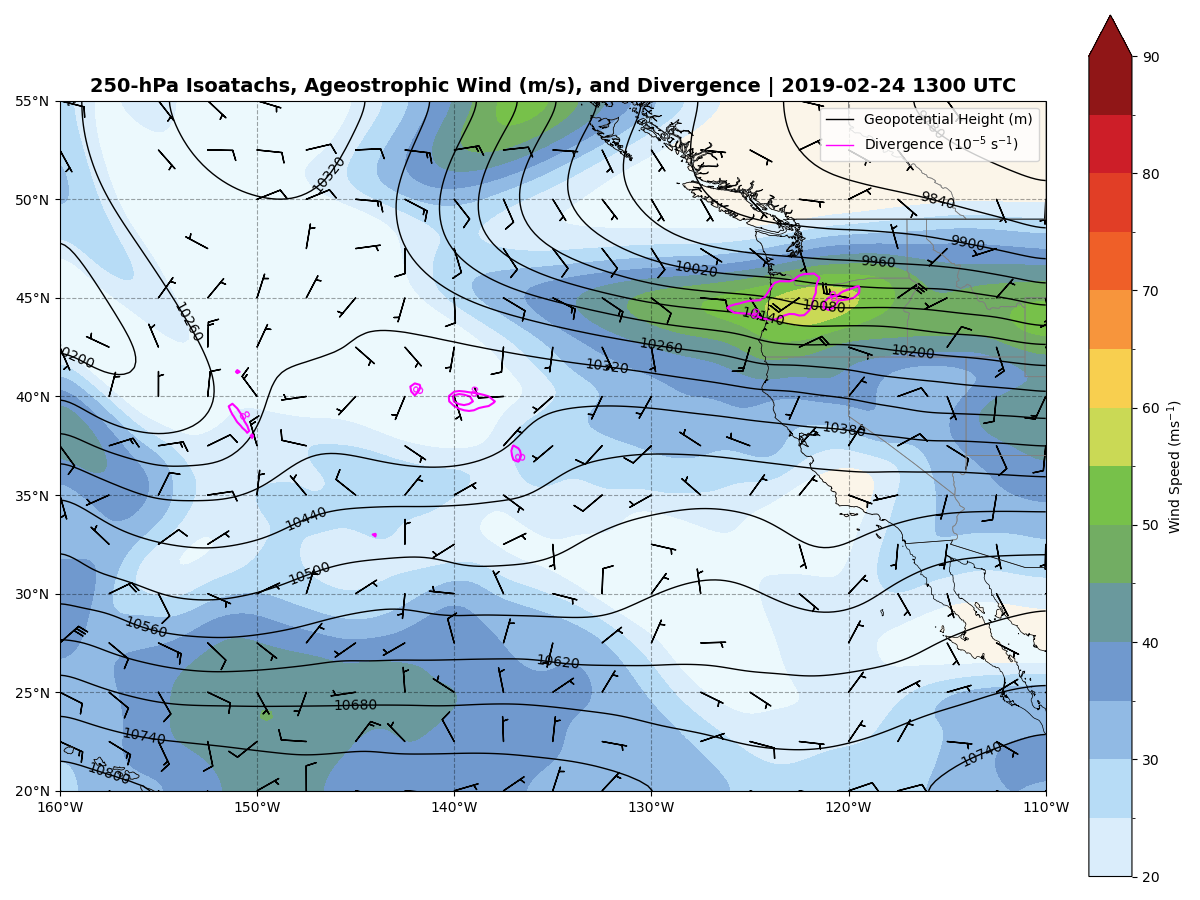 250-hPa Isoatachs, Ageostrophic Wind (m/s), and Divergence | 2019-02-24 1300 UTC
Geopotential Height (m)
Divergence (10⁻⁵ s⁻¹)
55°N
50°N
45°N
40°N
35°N
30°N
25°N
20°N
160°W
150°W
140°W
130°W
120°W
110°W
10320
9840
9900
9960
10020
10080
10140
10200
10260
10260
0200
10320
10380
10440
10500
10560
10620
10680
10740
10740
10800
90
80
70
60
50
40
30
20
Wind Speed (ms⁻¹)